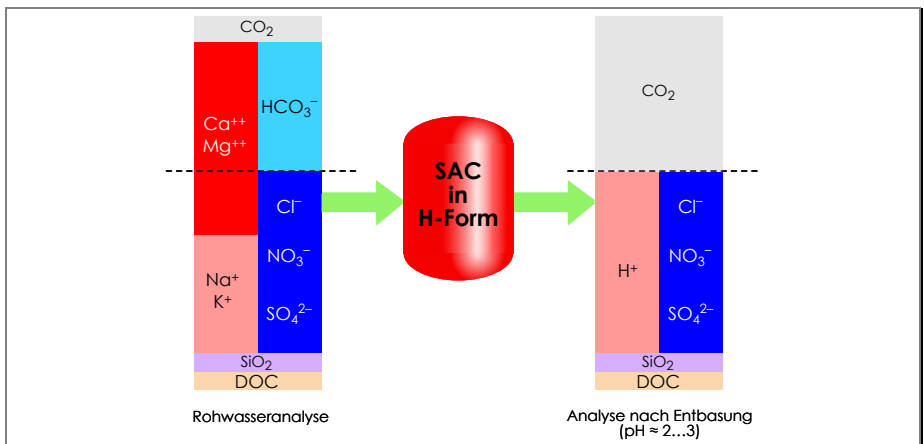 CO₂
Ca⁺⁺
Mg⁺⁺
HCO₃⁻
Cl⁻
NO₃⁻
SO₄²⁻
Na⁺
K⁺
SiO₂
DOC
Rohwasseranalyse
SAC
in
H-Form
CO₂
H⁺
Cl⁻
NO₃⁻
SO₄²⁻
SiO₂
DOC
Analyse nach Entbasung
(pH ≈ 2...3)